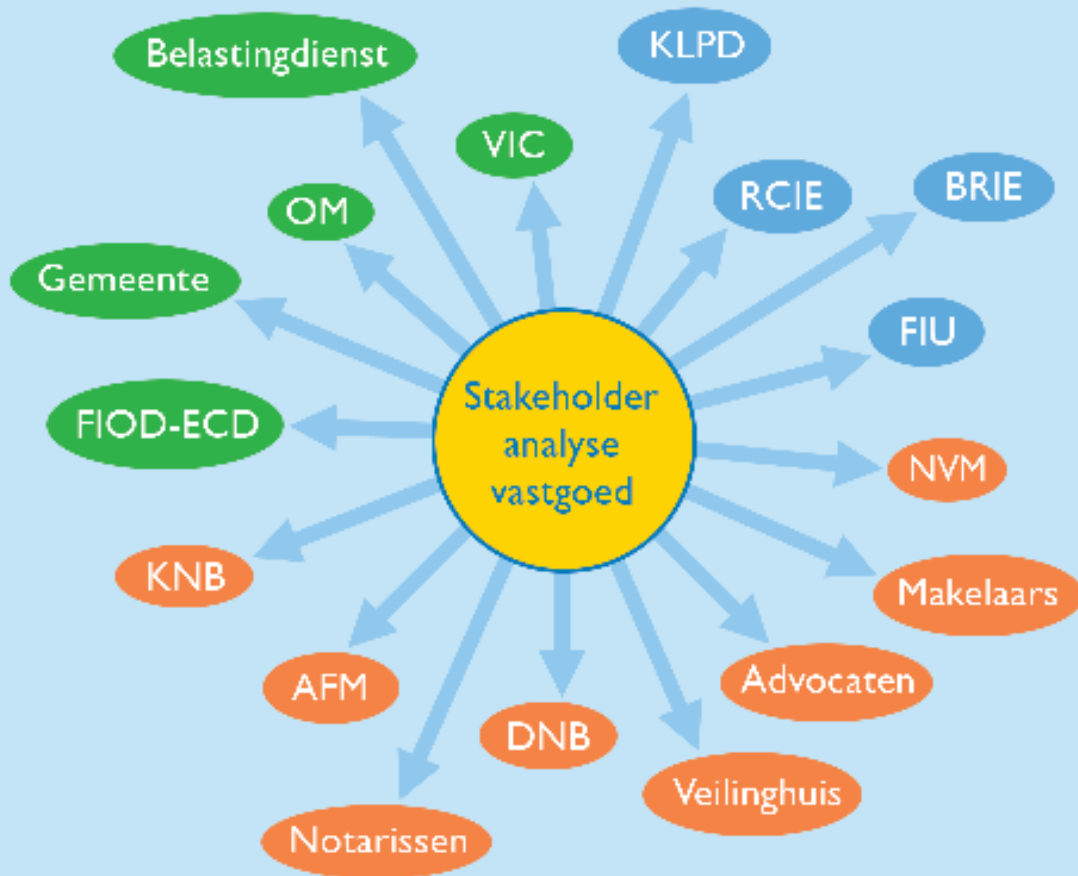 Belastingdienst
KLPD
VIC
RCIE
BRIE
OM
Gemeente
FIU
FIOD-ECD
Stakeholder
analyse
vastgoed
NVM
KNB
Makelaars
AFM
Advocaten
DNB
Veilinghuis
Notarissen